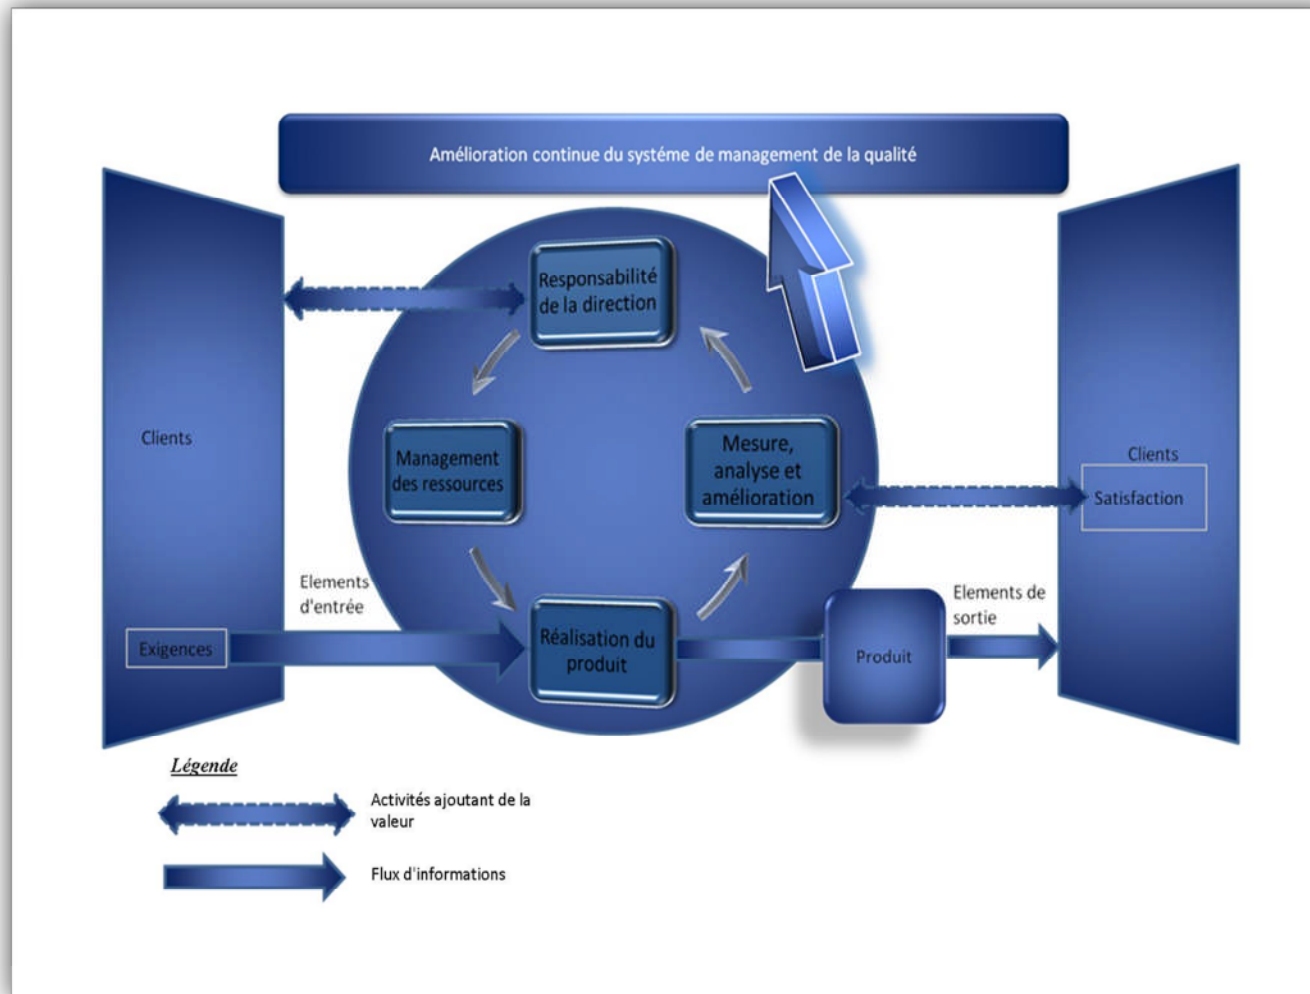 Amélioration continue du systéme de management de la qualité
Responsabilité
de la direction
Clients
Management
des ressources
Mesure,
analyse et
amélioration
Clients
Satisfaction
Elements
d'entrée
Elements de
sortie
Exigences
Réalisation du
produit
Produit
Légende
Activités ajoutant de la
valeur
Flux d'informations